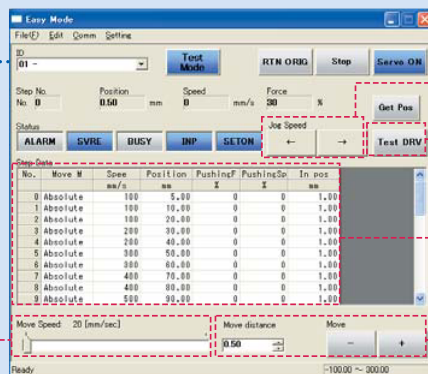 Easy Mode
File(F) Edit Comm Setting
ID
01 - Test Mode RTN ORIG Stop Servo ON
Step No. Position Speed Force
No. 0 0.50 mm 0 mm/s 30 %
Get Pos
Status Jog Speed
ALARM SVRE BUSY INP SETON ← → Test DRV
Step Data
No. Move M Spee Position PushingF PushingSp In pos
mm/s mm % % mm
0 Absolute 100 5.00 0 0 1.00
1 Absolute 100 10.00 0 0 1.00
2 Absolute 100 20.00 0 0 1.00
3 Absolute 200 30.00 0 0 1.00
4 Absolute 200 40.00 0 0 1.00
5 Absolute 300 50.00 0 0 1.00
6 Absolute 300 60.00 0 0 1.00
7 Absolute 400 70.00 0 0 1.00
8 Absolute 400 80.00 0 0 1.00
9 Absolute 500 90.00 0 0 1.00
Move Speed 20 [mm/sec] Move distance Move
0.50 - +
Ready -100.00 ~ 300.00